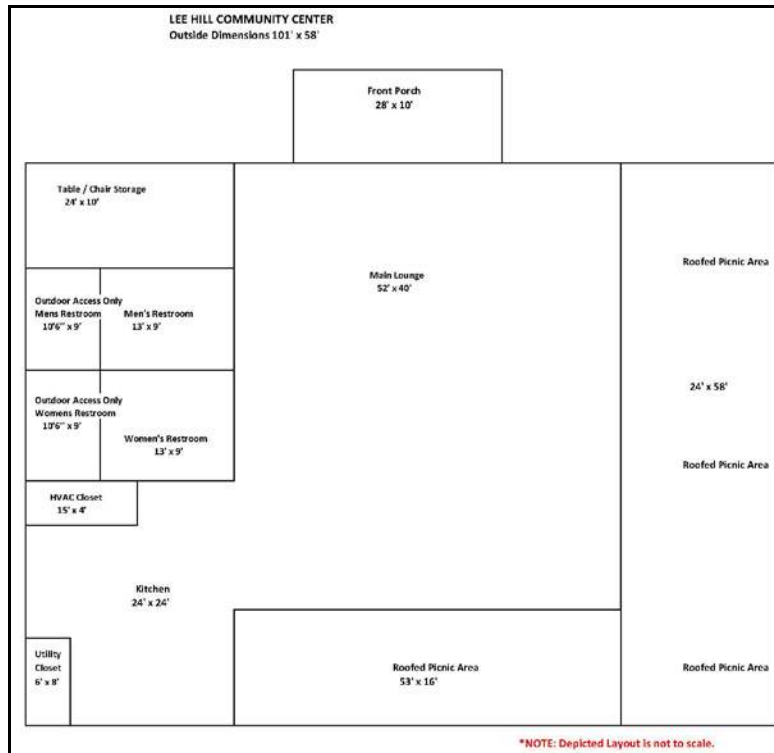 LEE HILL COMMUNITY CENTER
Outside Dimensions 101' x 58'
Front Porch
28' x 10'
Table / Chair Storage
24' x 10'
Main Lounge
52' x 40'
Roofed Picnic Area
Outdoor Access Only
Mens Restroom
10'6" x 9'
Men's Restroom
13' x 9'
24' x 58'
Outdoor Access Only
Womens Restroom
10'6" x 9'
Women's Restroom
13' x 9'
Roofed Picnic Area
HVAC Closet
15' x 4'
Kitchen
24' x 24'
Utility
Closet
6' x 8'
Roofed Picnic Area
53' x 16'
Roofed Picnic Area
*NOTE: Depicted Layout is not to scale.